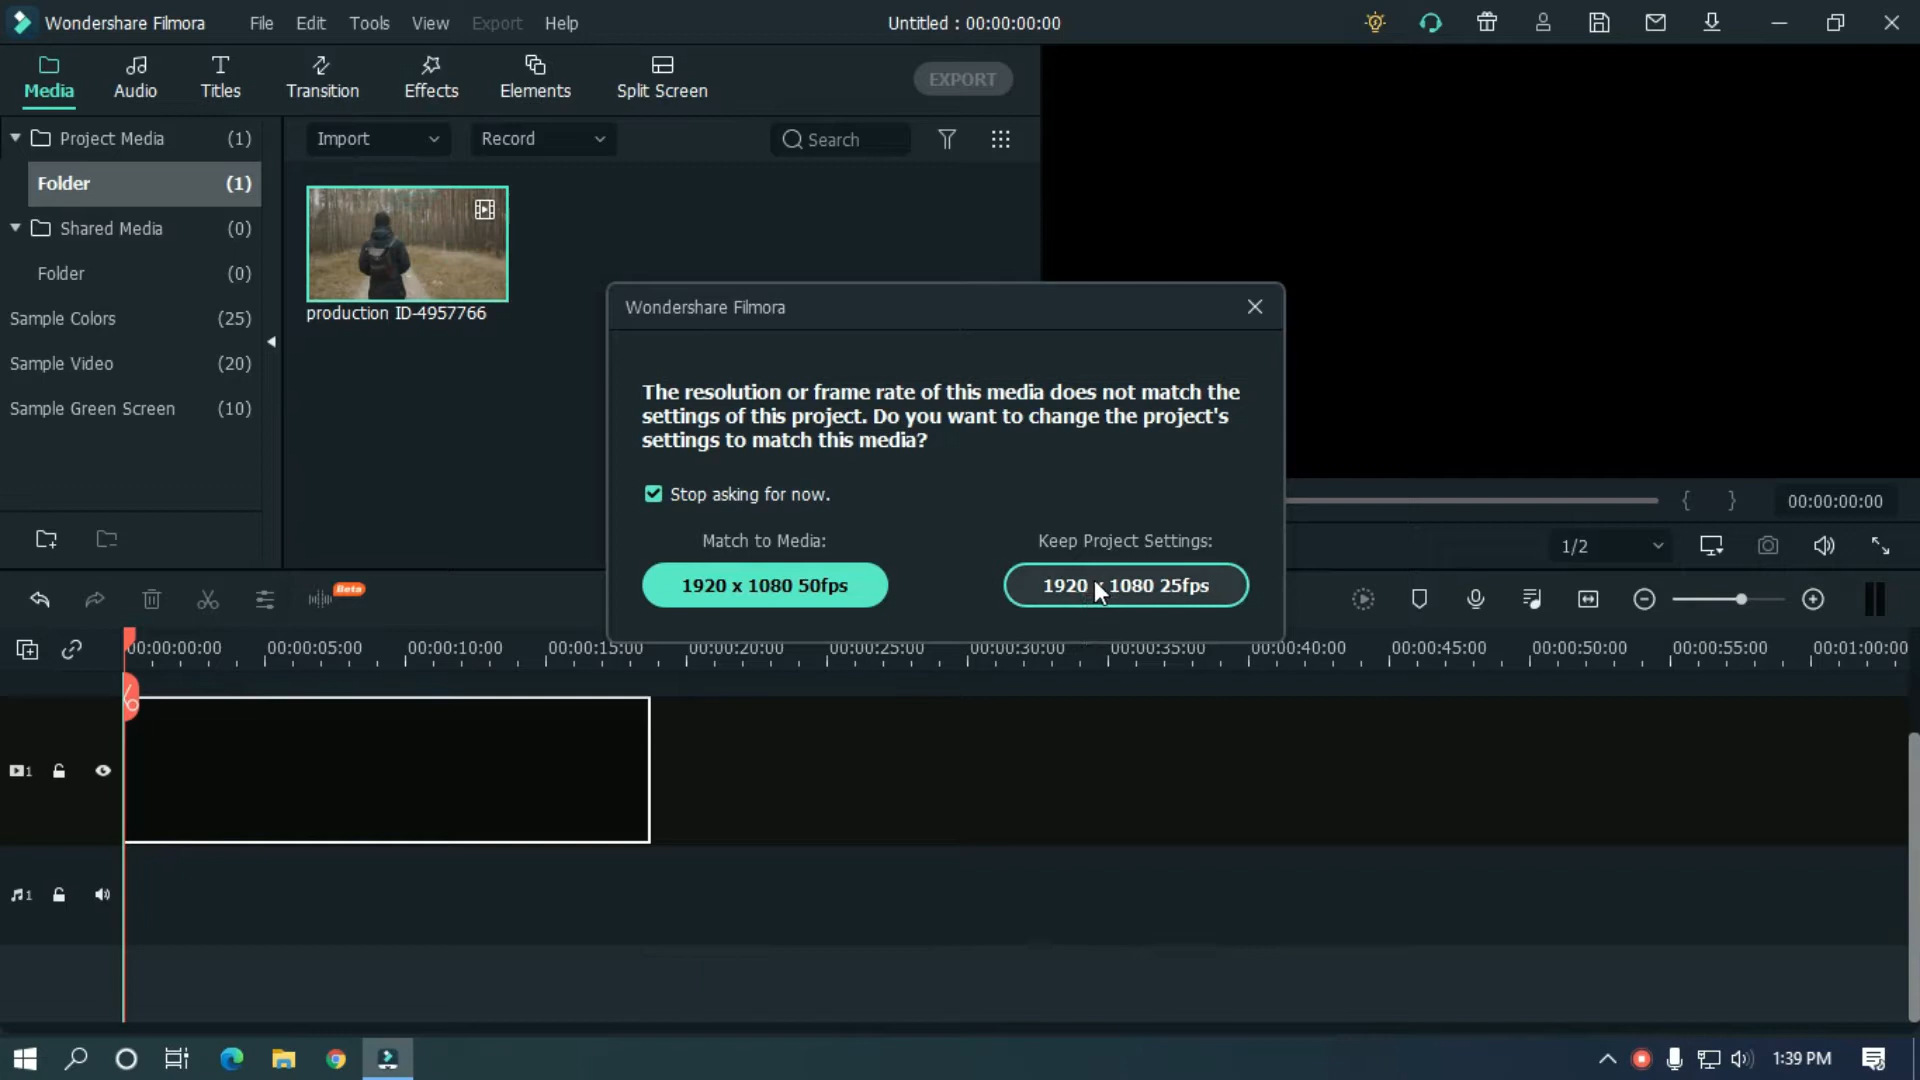 Wondershare Filmora
File Edit Tools View Export Help
Untitled : 00:00:00:00
Media
Audio
Titles
Transition
Effects
Elements
Split Screen
EXPORT
Project Media (1)
Folder (1)
Shared Media (0)
Folder (0)
Sample Colors (25)
Sample Video (20)
Sample Green Screen (10)
Import
Record
Search
production ID-4957766
Wondershare Filmora
The resolution or frame rate of this media does not match the
settings of this project. Do you want to change the project's
settings to match this media?
Stop asking for now.
Match to Media:
1920 x 1080 50fps
Keep Project Settings:
1920 x 1080 25fps
00:00:00:00
1/2
Beta
00:00:00:00 00:00:05:00 00:00:10:00 00:00:15:00 00:00:20:00 00:00:25:00 00:00:30:00 00:00:35:00 00:00:40:00 00:00:45:00 00:00:50:00 00:00:55:00 00:01:00:00
1
1
1:39 PM